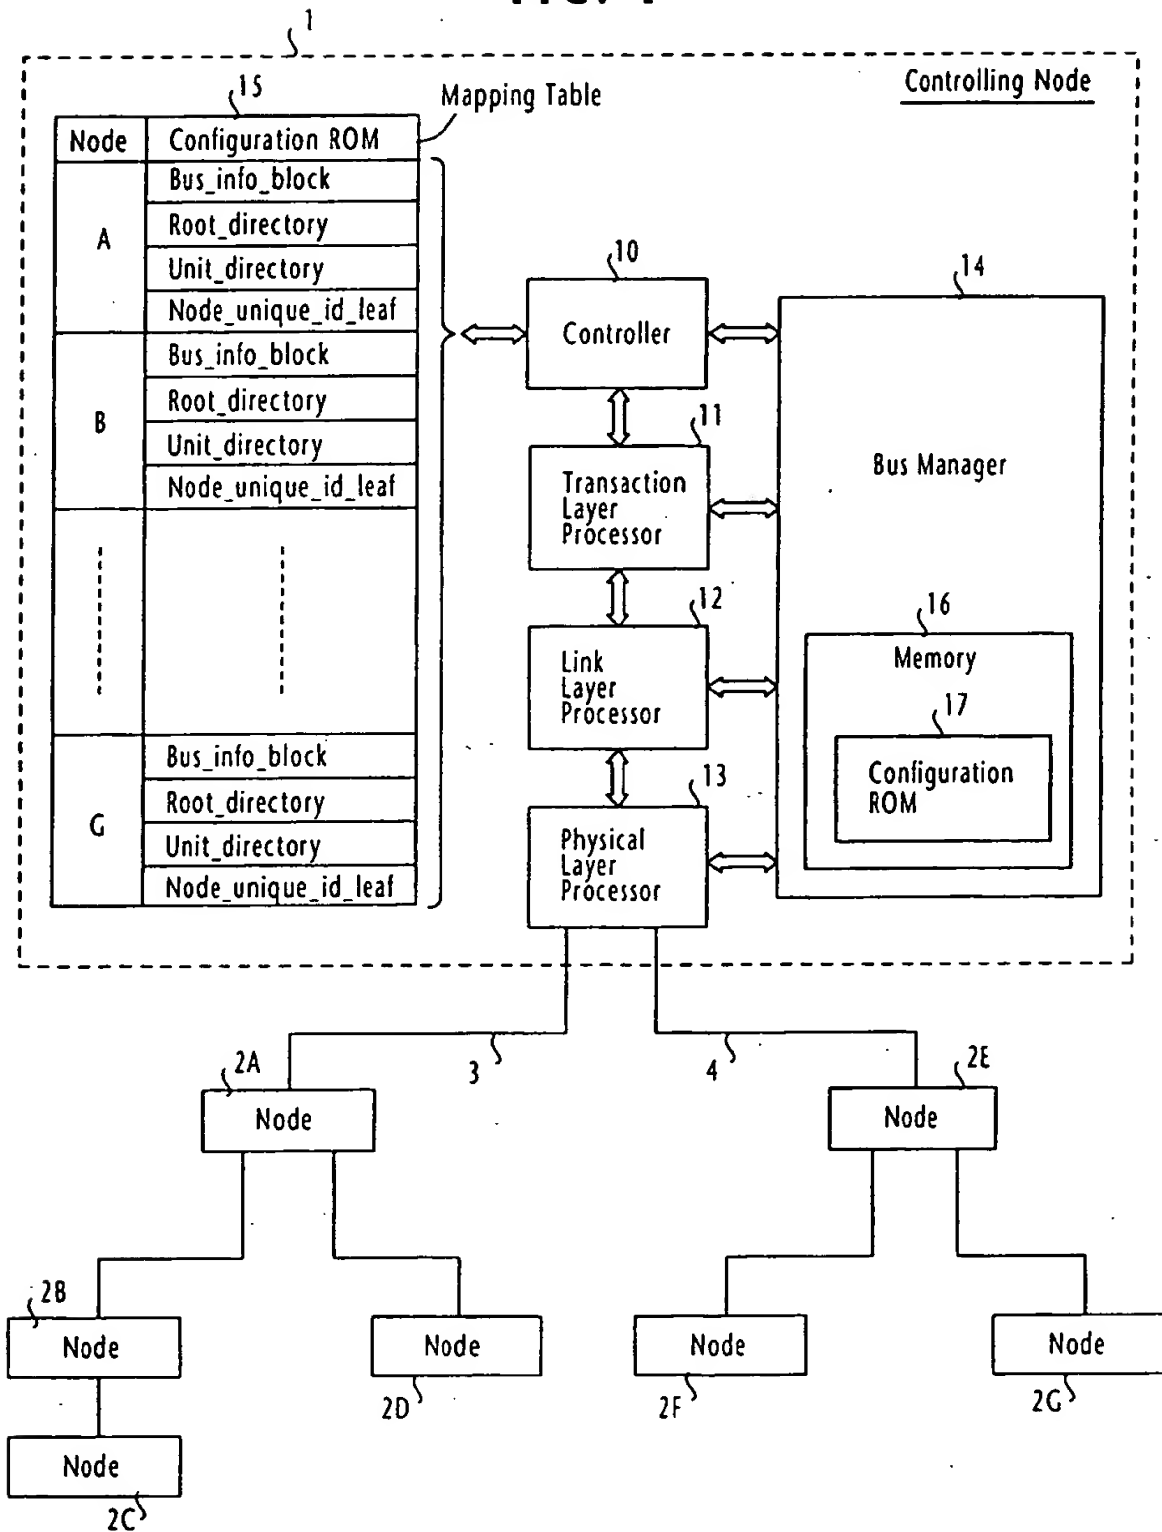 1
Controlling Node
15
Mapping Table
Node
Configuration ROM
A
Bus_info_block
Root_directory
Unit_directory
Node_unique_id_leaf
B
Bus_info_block
Root_directory
Unit_directory
Node_unique_id_leaf
G
Bus_info_block
Root_directory
Unit_directory
Node_unique_id_leaf
10
Controller
11
Transaction
Layer
Processor
12
Link
Layer
Processor
13
Physical
Layer
Processor
14
Bus Manager
16
Memory
17
Configuration
ROM
3
4
2A
Node
2E
Node
2B
Node
Node
2D
Node
2F
Node
2G
Node
2C